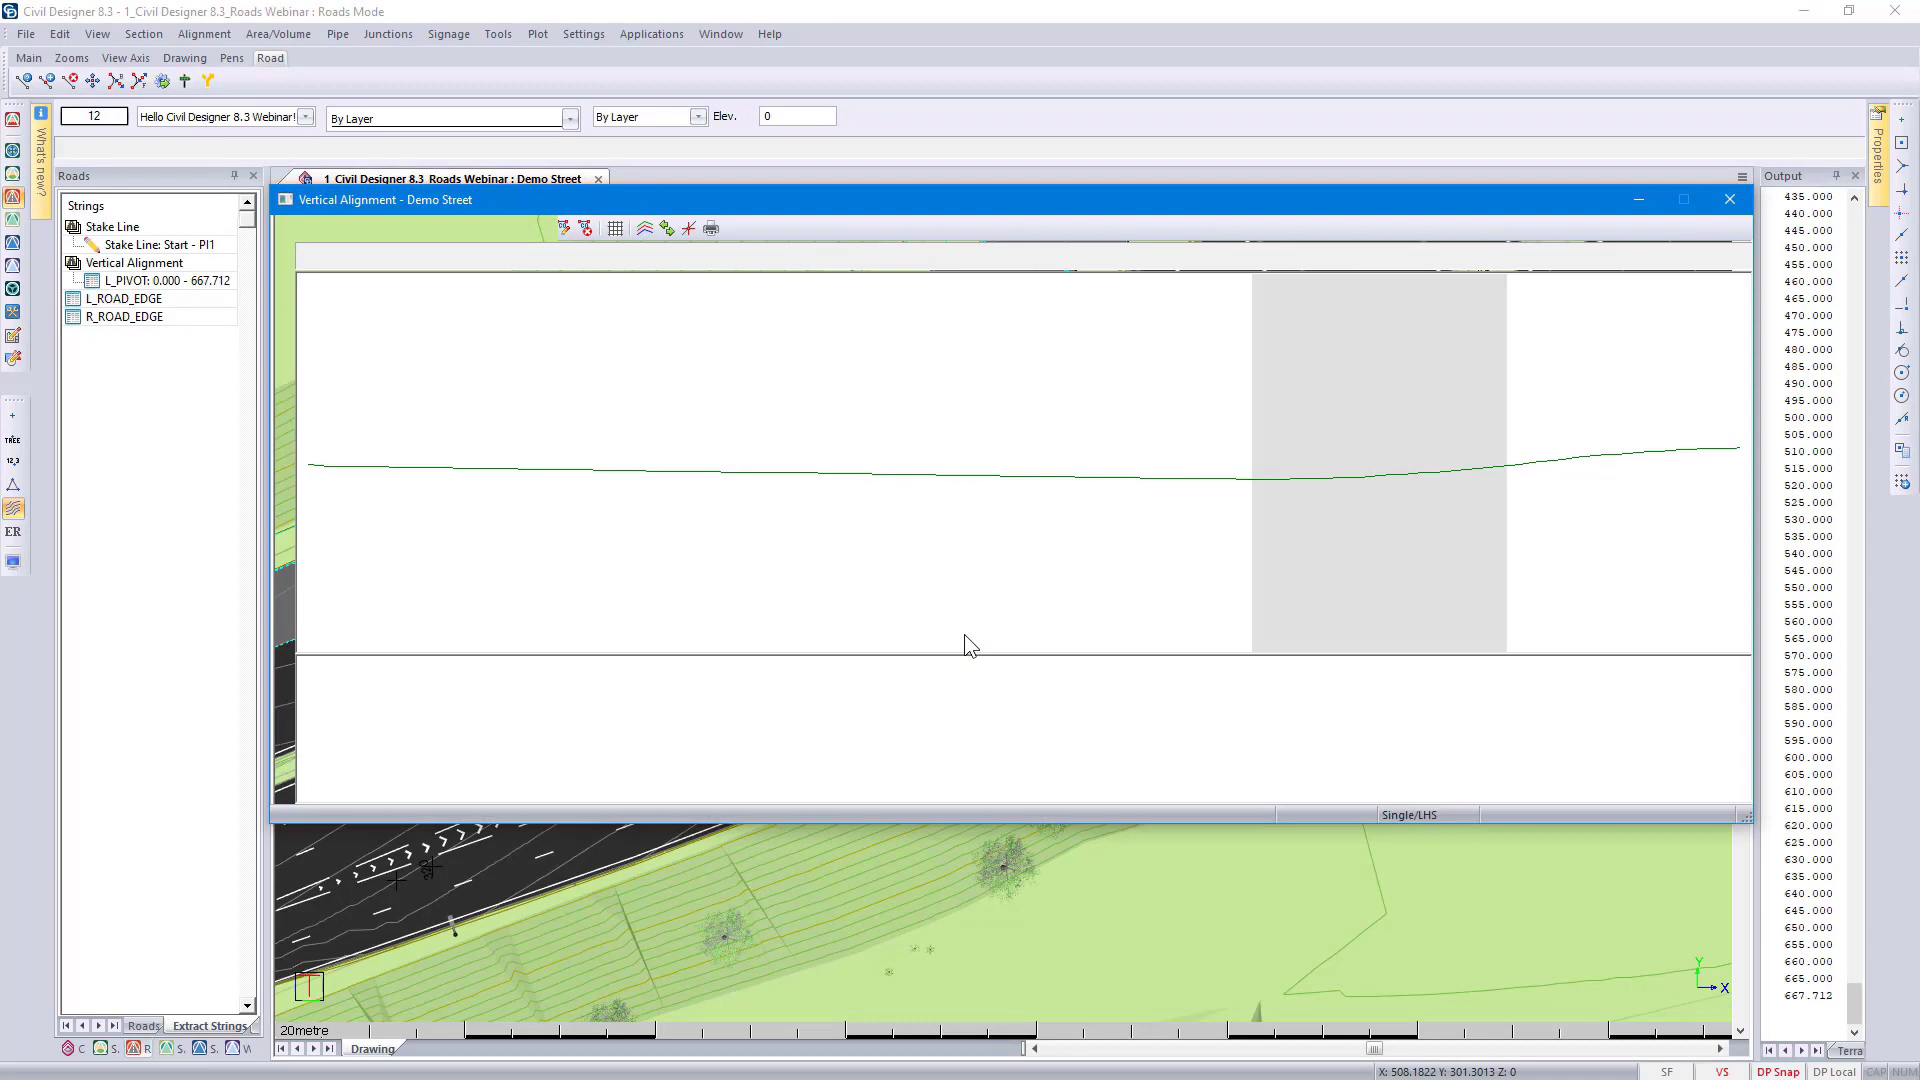 Civil Designer 8.3 - 1_Civil Designer 8.3_Roads Webinar : Roads Mode
File Edit View Section Alignment Area/Volume Pipe Junctions Signage Tools Plot Settings Applications Window Help
Main Zooms View Axis Drawing Pens Road
12 Hello Civil Designer 8.3 Webinar! By Layer By Layer Elev. 0
What's new?
Properties
Roads
1_Civil Designer 8.3_Roads Webinar : Demo Street
Output
Strings
Stake Line
Stake Line: Start - PI1
Vertical Alignment
L_PIVOT: 0.000 - 667.712
L_ROAD_EDGE
R_ROAD_EDGE
Vertical Alignment - Demo Street
Single/LHS
435.000
440.000
445.000
450.000
455.000
460.000
465.000
470.000
475.000
480.000
485.000
490.000
495.000
500.000
505.000
510.000
515.000
520.000
525.000
530.000
535.000
540.000
545.000
550.000
555.000
560.000
565.000
570.000
575.000
580.000
585.000
590.000
595.000
600.000
605.000
610.000
615.000
620.000
625.000
630.000
635.000
640.000
645.000
650.000
655.000
660.000
665.000
667.712
TREE
12.3
ER
Y
X
20metre
Roads Extract Strings
Drawing
Terra
C S. R S. S. V
X: 508.1822 Y: 301.3013 Z: 0 SF VS DP Snap DP Local CAP NUM